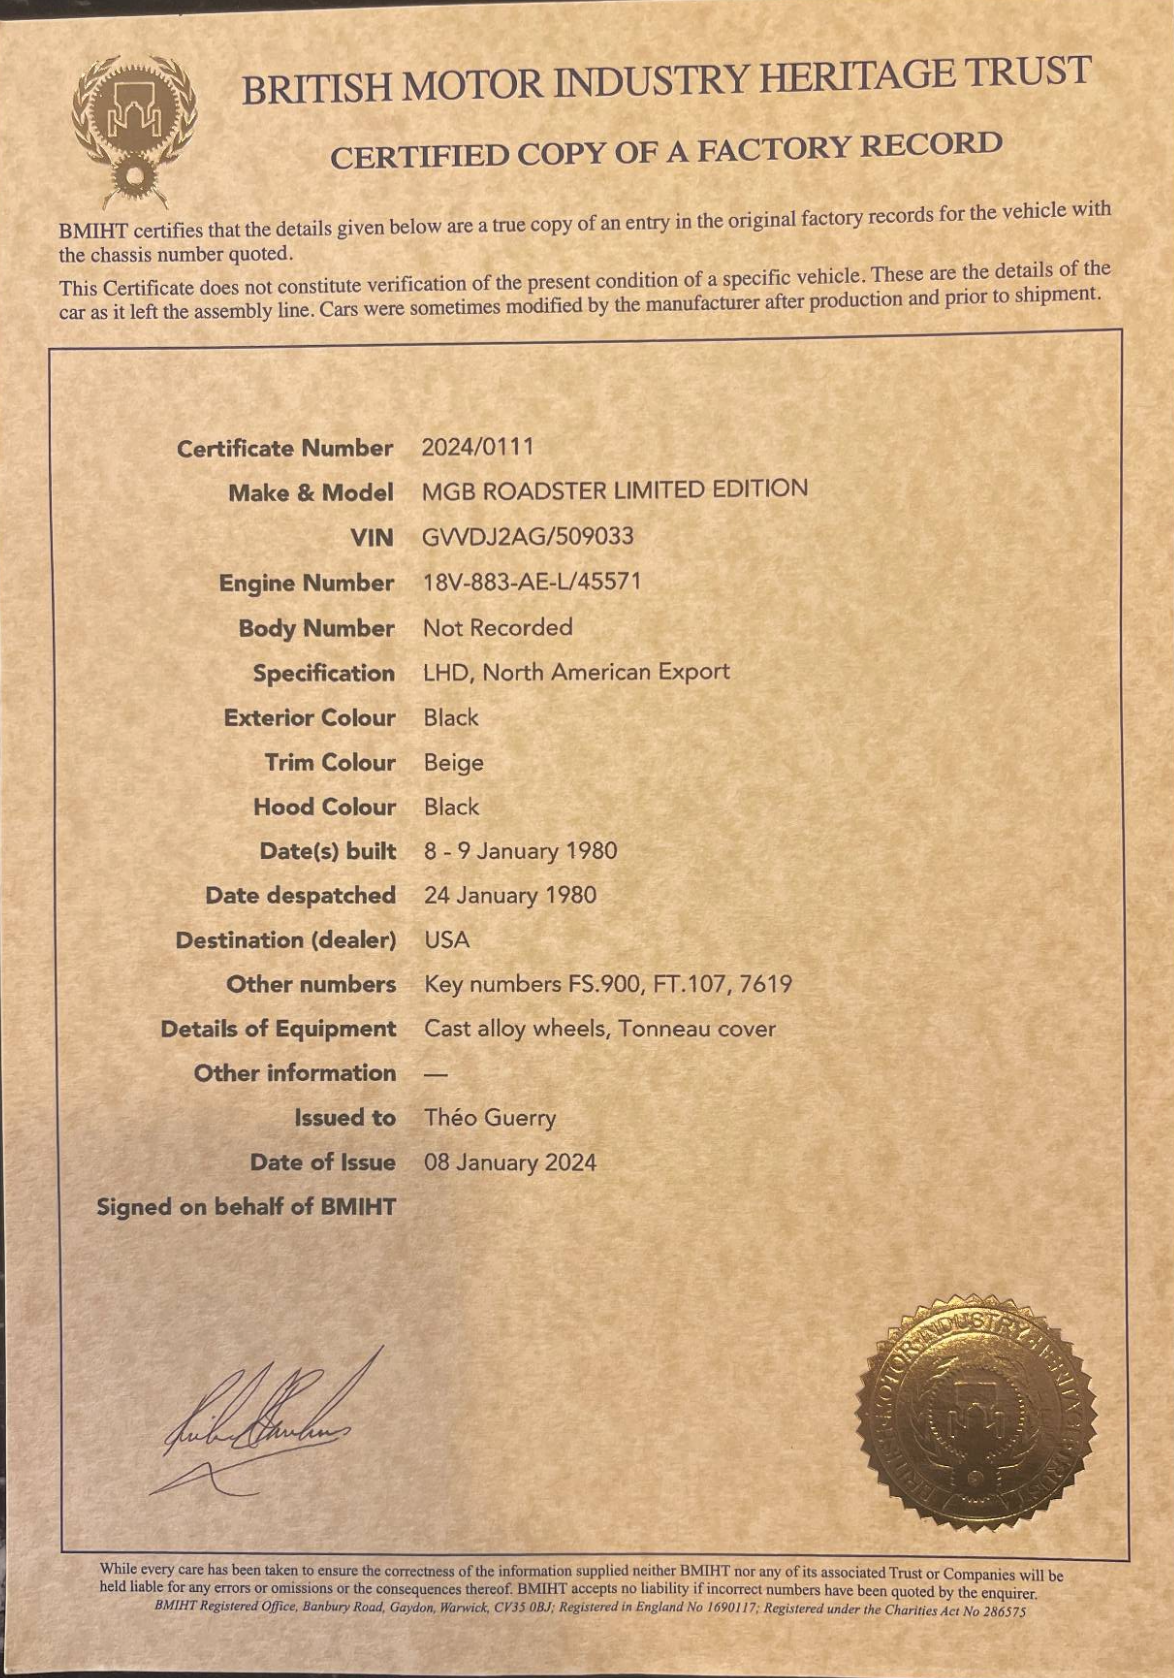 BRITISH MOTOR INDUSTRY HERITAGE TRUST
CERTIFIED COPY OF A FACTORY RECORD
BMIHT certifies that the details given below are a true copy of an entry in the original factory records for the vehicle with
the chassis number quoted.
This Certificate does not constitute verification of the present condition of a specific vehicle. These are the details of the
car as it left the assembly line. Cars were sometimes modified by the manufacturer after production and prior to shipment.
Certificate Number 2024/0111
Make & Model MGB ROADSTER LIMITED EDITION
VIN GVVDJ2AG/509033
Engine Number 18V-883-AE-L/45571
Body Number Not Recorded
Specification LHD, North American Export
Exterior Colour Black
Trim Colour Beige
Hood Colour Black
Date(s) built 8 - 9 January 1980
Date despatched 24 January 1980
Destination (dealer) USA
Other numbers Key numbers FS.900, FT.107, 7619
Details of Equipment Cast alloy wheels, Tonneau cover
Other information —
Issued to Théo Guerry
Date of Issue 08 January 2024
Signed on behalf of BMIHT
BRITISH MOTOR INDUSTRY HERITAGE TRUST
While every care has been taken to ensure the correctness of the information supplied neither BMIHT nor any of its associated Trust or Companies will be
held liable for any errors or omissions or the consequences thereof. BMIHT accepts no liability if incorrect numbers have been quoted by the enquirer.
BMIHT Registered Office, Banbury Road, Gaydon, Warwick, CV35 0BJ; Registered in England No 1690117; Registered under the Charities Act No 286575